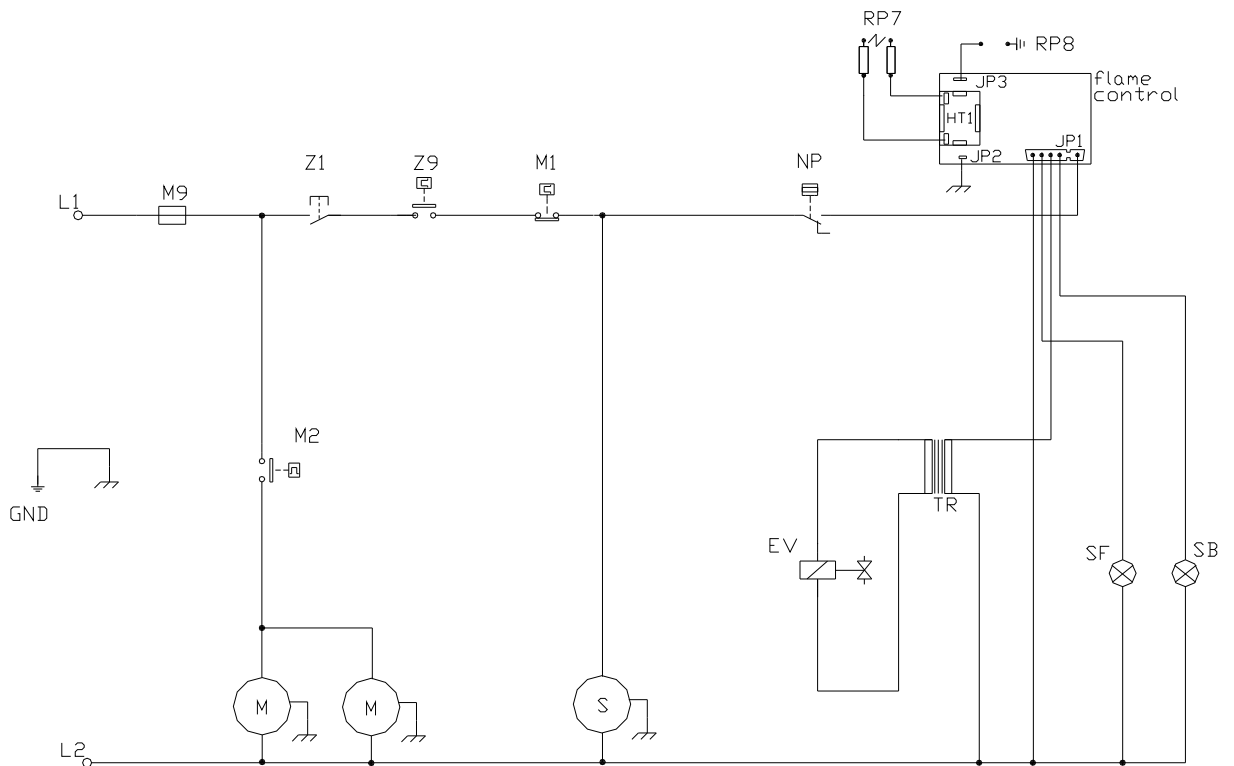 RP7
RP8
JP3
flame
control
HT1
JP1
JP2
Z1
Z9
M1
NP
M9
L1
M2
GND
TR
EV
SF
SB
M
M
S
L2